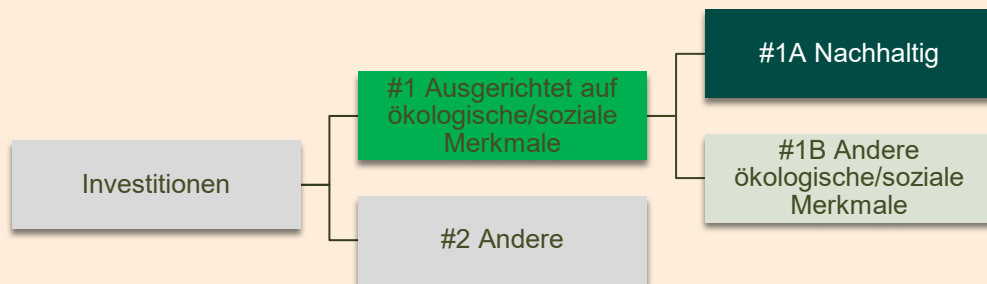 Investitionen
#1 Ausgerichtet auf
ökologische/soziale
Merkmale
#2 Andere
#1A Nachhaltig
#1B Andere
ökologische/soziale
Merkmale